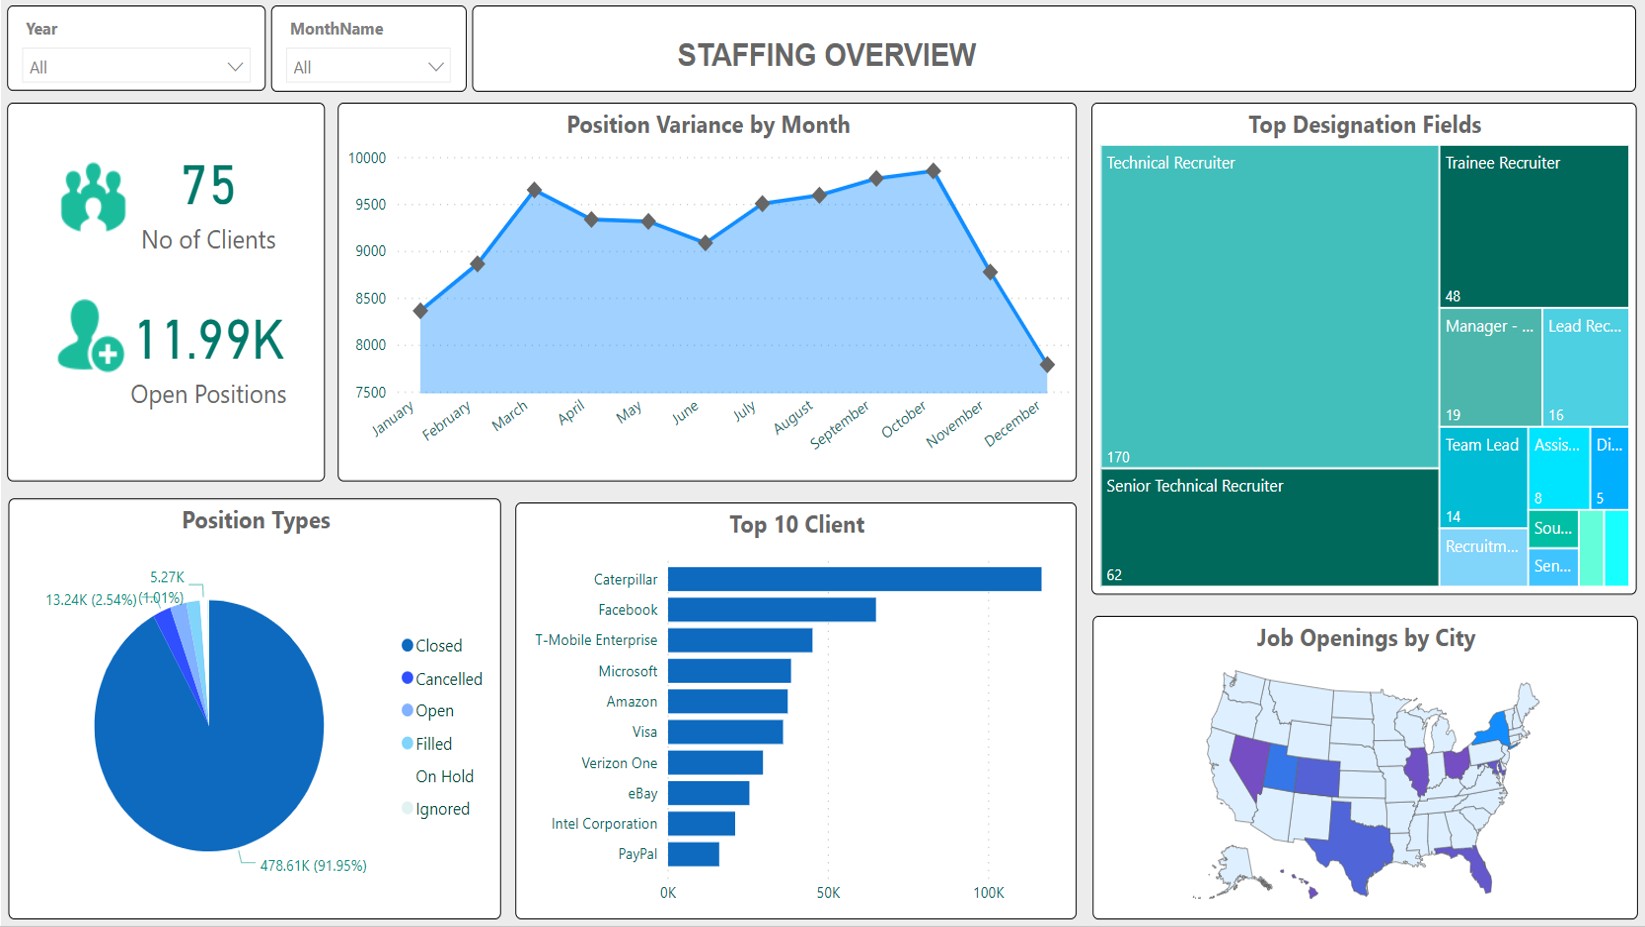 Year
All
MonthName
All
STAFFING OVERVIEW
75
No of Clients
11.99K
Open Positions
Position Variance by Month
10000
9500
9000
8500
8000
7500
January
February
March
April
May
June
July
August
September
October
November
December
Top Designation Fields
Technical Recruiter
170
Senior Technical Recruiter
62
Trainee Recruiter
48
Manager - ...
19
Lead Rec...
16
Team Lead
14
Assis...
8
Di...
5
Recruitm...
Sou...
Sen...
Position Types
5.27K
(1.01%)
13.24K (2.54%)
478.61K (91.95%)
Closed
Cancelled
Open
Filled
On Hold
Ignored
Top 10 Client
Caterpillar
Facebook
T-Mobile Enterprise
Microsoft
Amazon
Visa
Verizon One
eBay
Intel Corporation
PayPal
0K
50K
100K
Job Openings by City